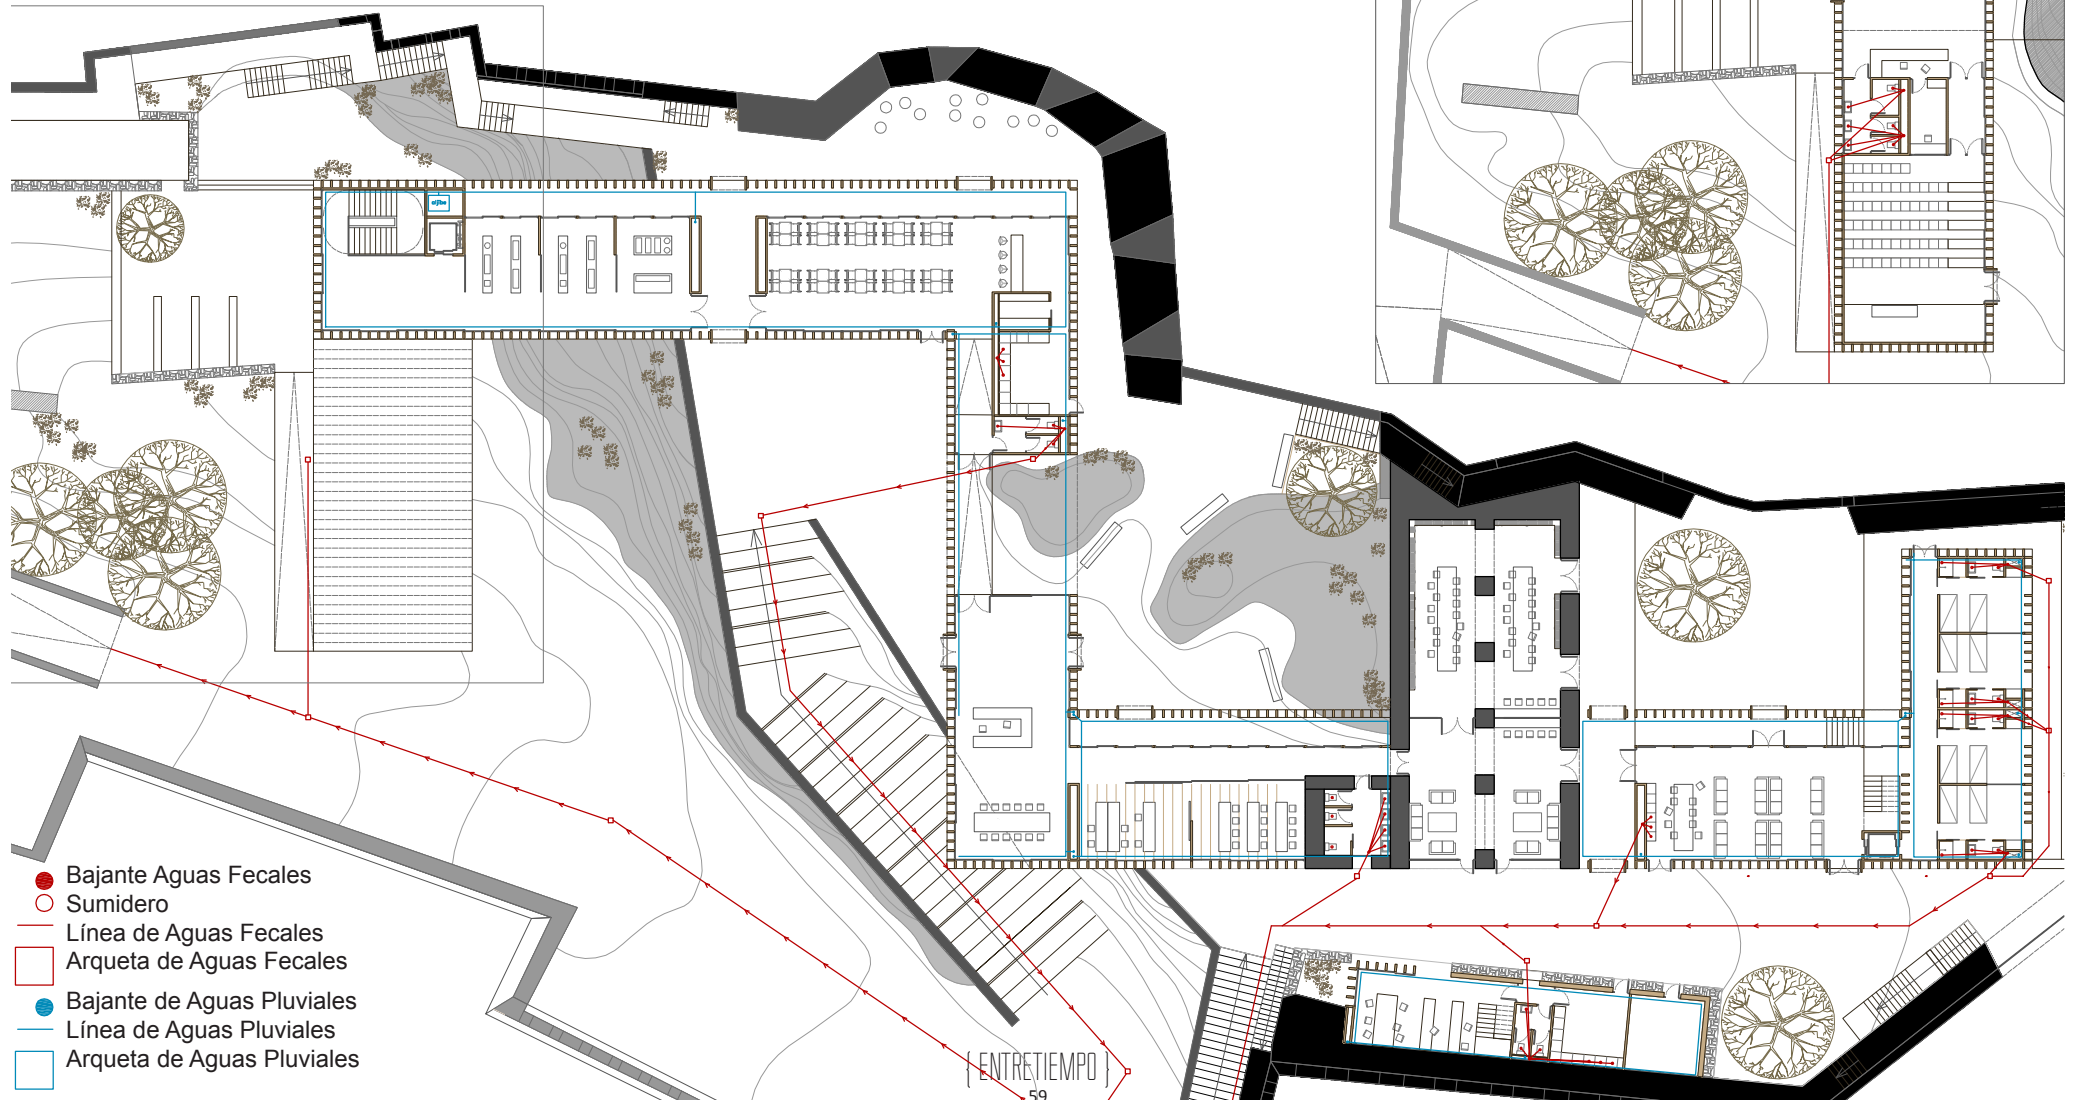 aljibe
Bajante Aguas Fecales
Sumidero
Línea de Aguas Fecales
Arqueta de Aguas Fecales
Bajante de Aguas Pluviales
Línea de Aguas Pluviales
Arqueta de Aguas Pluviales
{ ENTRETIEMPO }
59